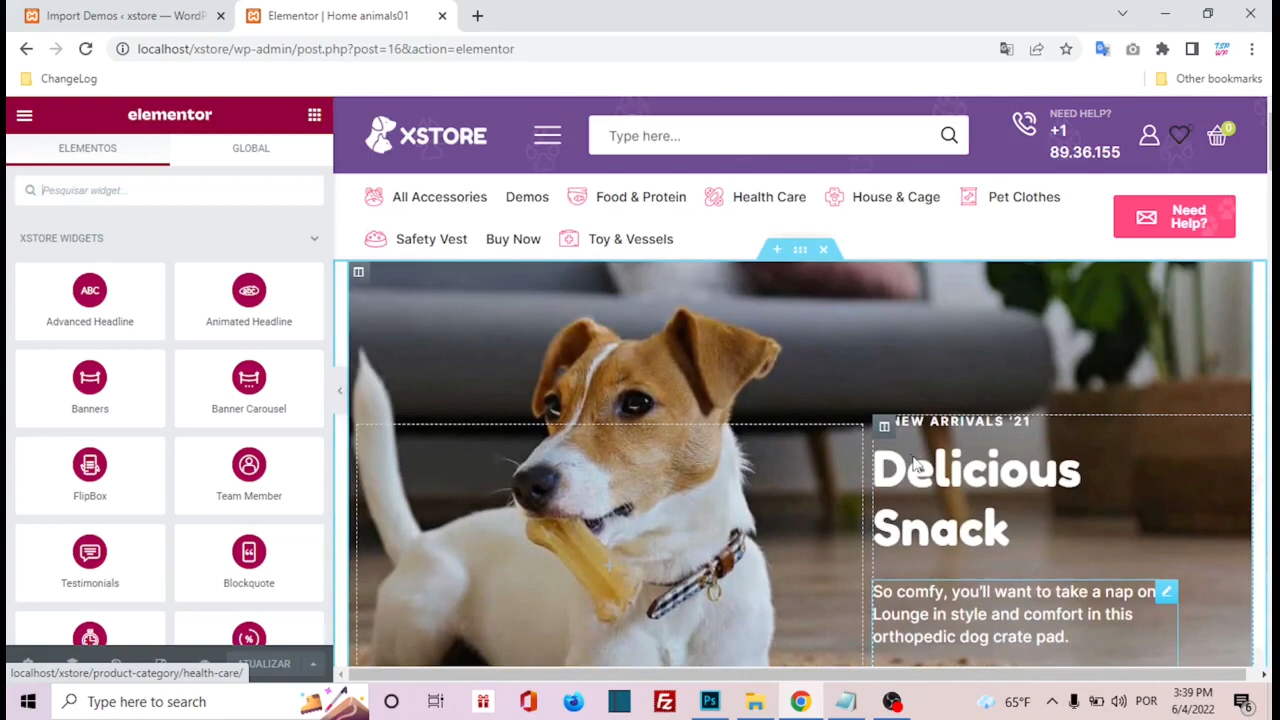 Import Demos ‹ xstore — WordP
Elementor | Home animals01
localhost/xstore/wp-admin/post.php?post=16&action=elementor
ChangeLog
Other bookmarks
elementor
ELEMENTOS
GLOBAL
Pesquisar widget...
XSTORE WIDGETS
ABC
Advanced Headline
Animated Headline
Banners
Banner Carousel
FlipBox
Team Member
Testimonials
Blockquote
ATUALIZAR
localhost/xstore/product-category/health-care/
XSTORE
Type here...
NEED HELP?
+1
89.36.155
0
All Accessories
Demos
Food & Protein
Health Care
House & Cage
Pet Clothes
Safety Vest
Buy Now
Toy & Vessels
Need
Help?
NEW ARRIVALS ‘21
Delicious
Snack
So comfy, you’ll want to take a nap on
Lounge in style and comfort in this
orthopedic dog crate pad.
Type here to search
65°F
POR
3:39 PM
6/4/2022
6